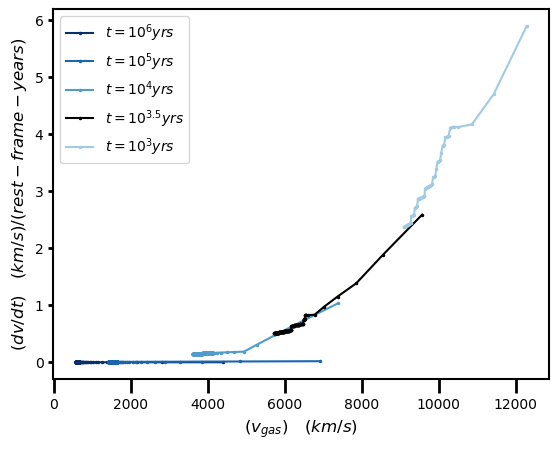 t = 10^6 yrs
t = 10^5 yrs
t = 10^4 yrs
t = 10^3.5 yrs
t = 10^3 yrs
(dv/dt) (km/s)/(rest-frame-years)
6
5
4
3
2
1
0
0 2000 4000 6000 8000 10000 12000
(v_gas) (km/s)